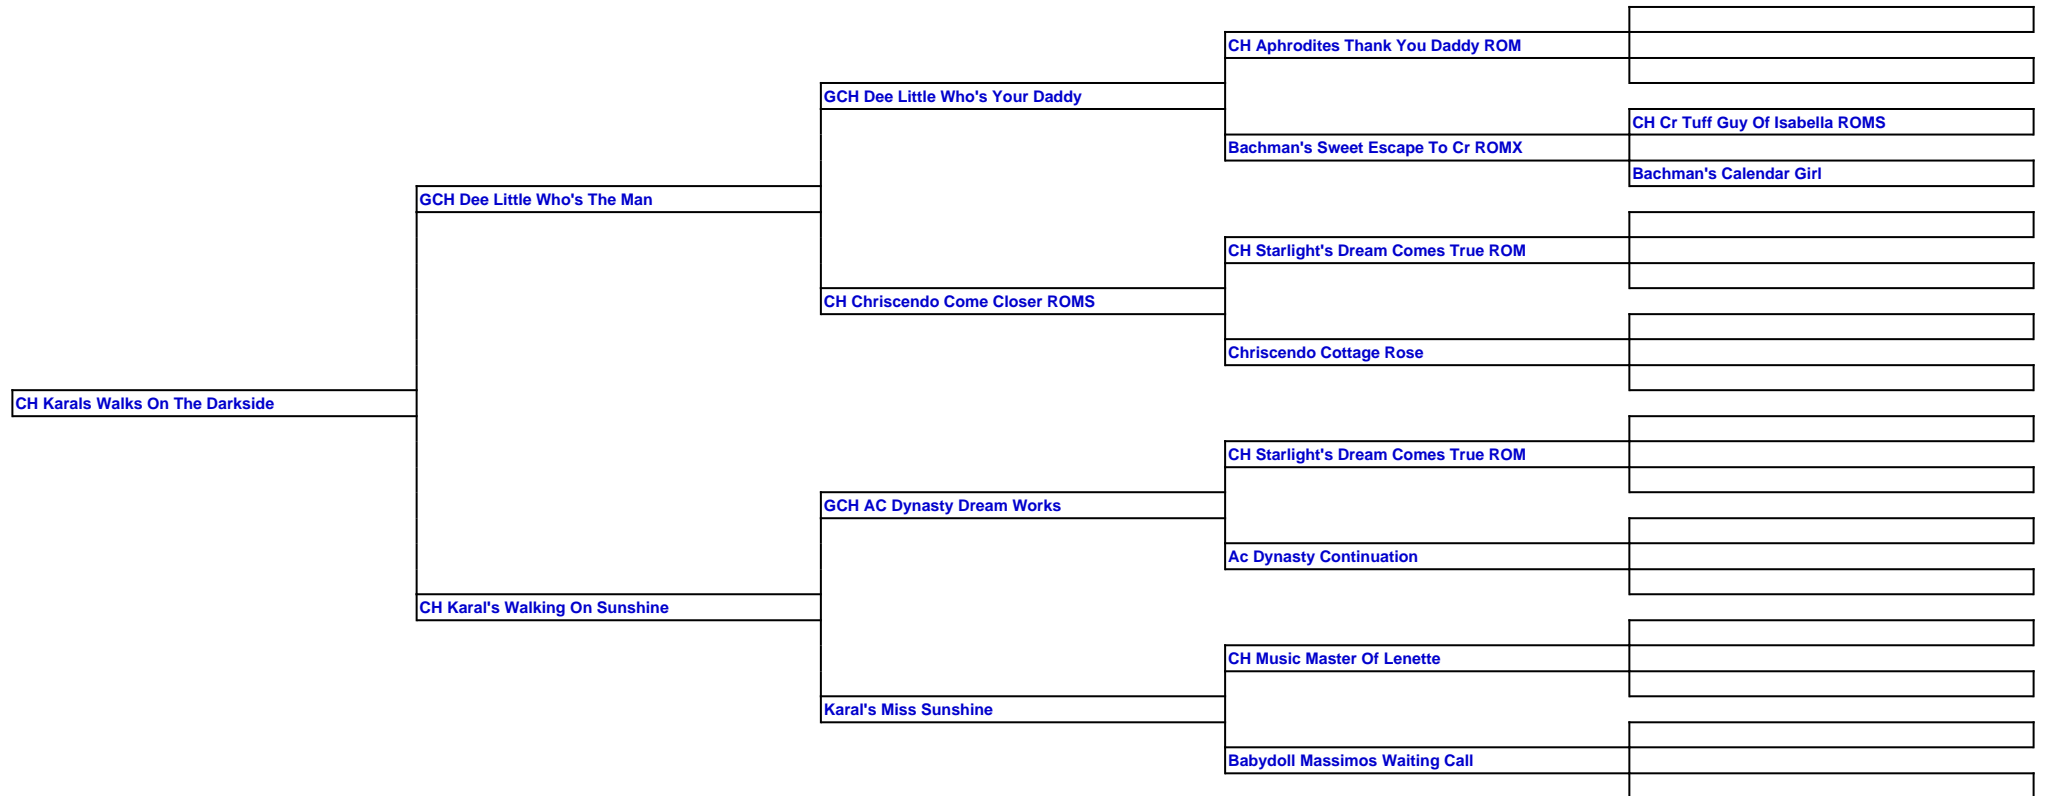 CH Aphrodites Thank You Daddy ROM
GCH Dee Little Who's Your Daddy
CH Cr Tuff Guy Of Isabella ROMS
Bachman's Sweet Escape To Cr ROMX
Bachman's Calendar Girl
GCH Dee Little Who's The Man
CH Starlight's Dream Comes True ROM
CH Chriscendo Come Closer ROMS
Chriscendo Cottage Rose
CH Karals Walks On The Darkside
CH Starlight's Dream Comes True ROM
GCH AC Dynasty Dream Works
Ac Dynasty Continuation
CH Karal's Walking On Sunshine
CH Music Master Of Lenette
Karal's Miss Sunshine
Babydoll Massimos Waiting Call